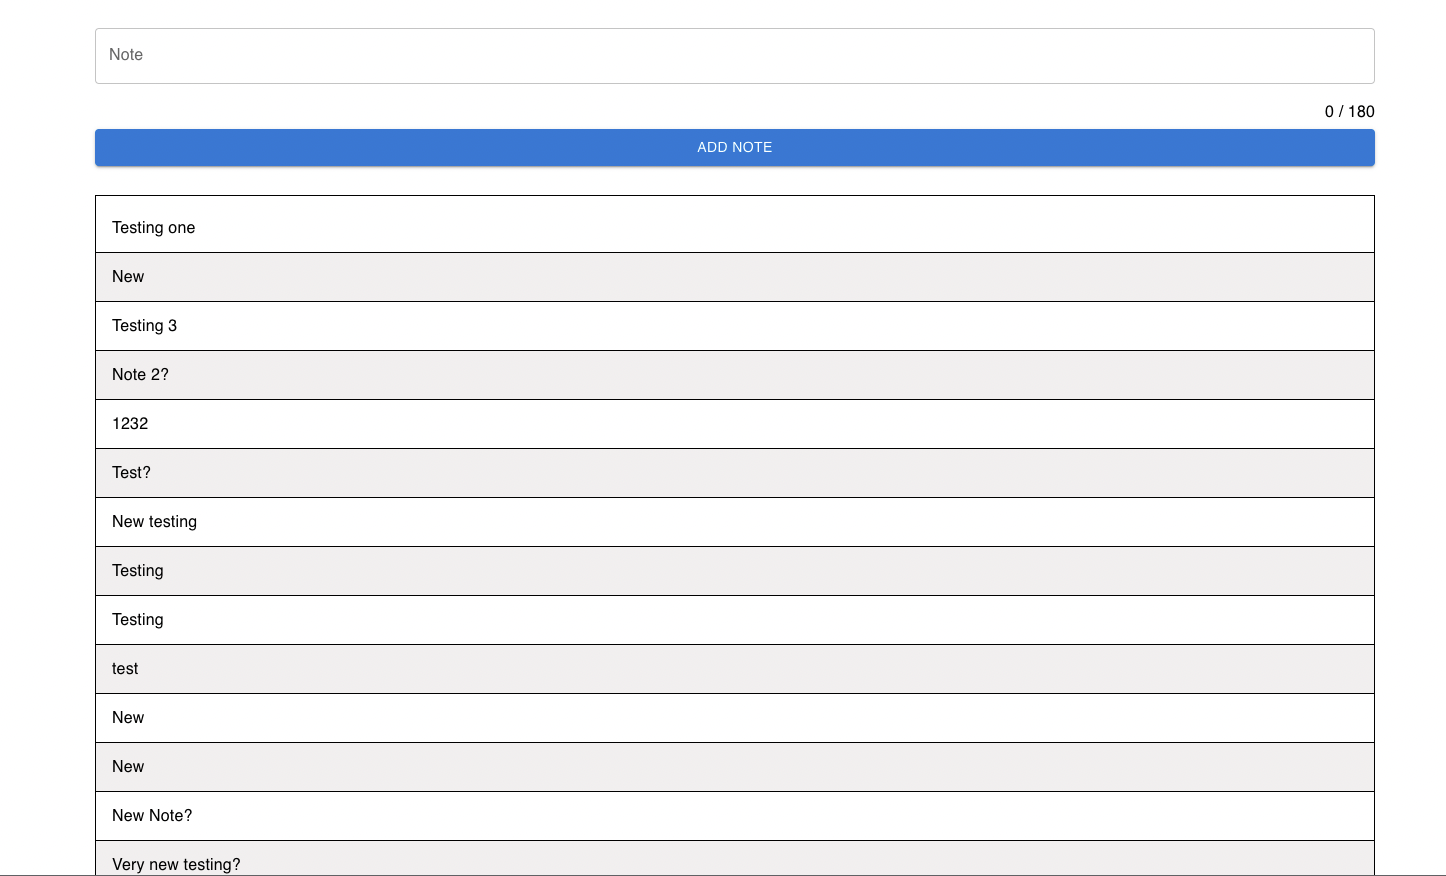 Note
0 / 180
ADD NOTE
Testing one
New
Testing 3
Note 2?
1232
Test?
New testing
Testing
Testing
test
New
New
New Note?
Very new testing?